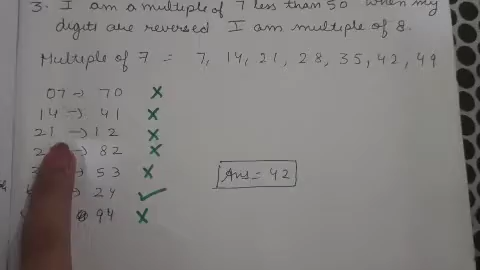 3. I am a multiple of 7 less than 50 when my
digits are reversed I am multiple of 8.
Multiple of 7 = 7, 14, 21, 28, 35, 42, 49
07 → 70 ×
14 → 41 ×
21 → 12 ×
2 → 82 ×
3 → 53 ×
→ 24 ✓
94 ×
Ans = 42